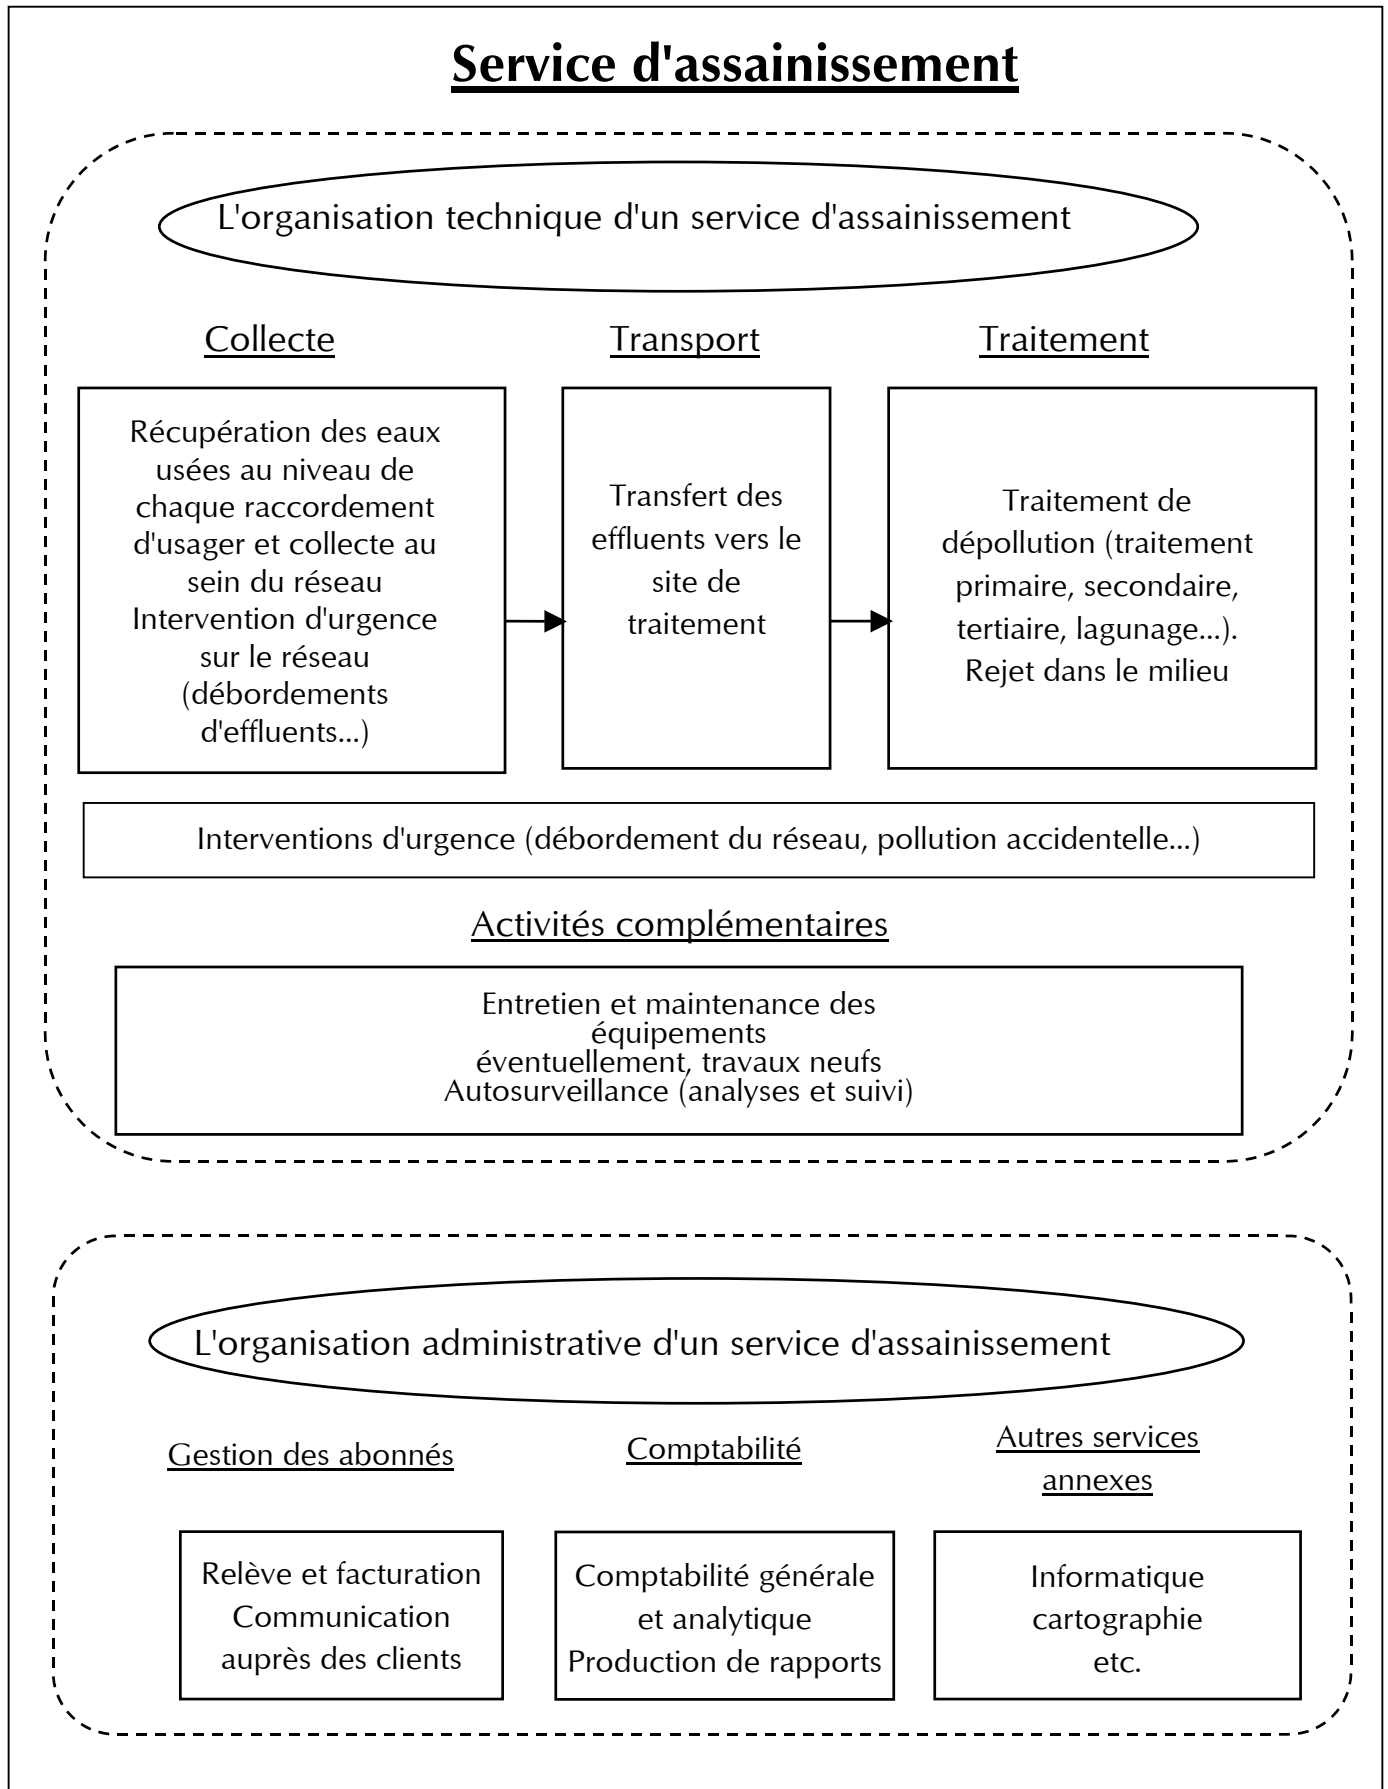 Service d'assainissement
L'organisation technique d'un service d'assainissement
Collecte
Transport
Traitement
Récupération des eaux
usées au niveau de
chaque raccordement
d'usager et collecte au
sein du réseau
Intervention d'urgence
sur le réseau
(débordements
d'effluents...)
Transfert des
effluents vers le
site de
traitement
Traitement de
dépollution (traitement
primaire, secondaire,
tertiaire, lagunage...).
Rejet dans le milieu
Interventions d'urgence (débordement du réseau, pollution accidentelle...)
Activités complémentaires
Entretien et maintenance des
équipements
éventuellement, travaux neufs
Autosurveillance (analyses et suivi)
L'organisation administrative d'un service d'assainissement
Gestion des abonnés
Comptabilité
Autres services
annexes
Relève et facturation
Communication
auprès des clients
Comptabilité générale
et analytique
Production de rapports
Informatique
cartographie
etc.